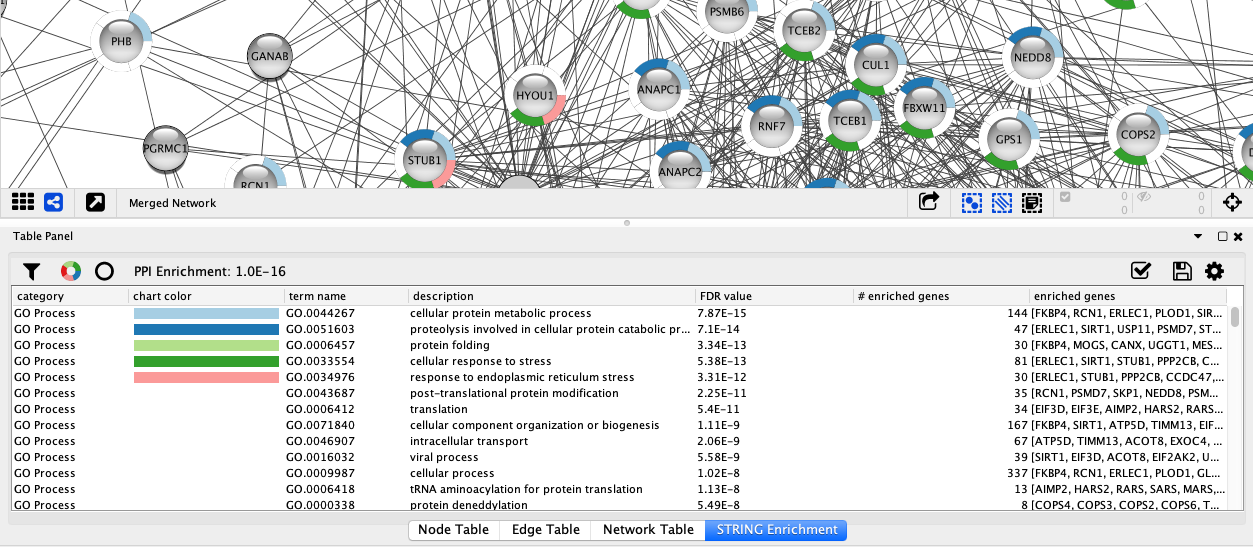 PSMB6
TCEB2
PHB
GANAB
CUL1
NEDD8
HYOU1
ANAPC1
FBXW11
TCEB1
RNF7
GPS1
COPS2
PGRMC1
STUB1
ANAPC2
RCN1
Merged Network
0 0
0 0
Table Panel
PPI Enrichment: 1.0E-16
category chart color term name description FDR value # enriched genes enriched genes
GO Process GO.0044267 cellular protein metabolic process 7.87E-15 144 [FKBP4, RCN1, ERLEC1, PLOD1, SIR...
GO Process GO.0051603 proteolysis involved in cellular protein catabolic pr... 7.1E-14 47 [ERLEC1, SIRT1, USP11, PSMD7, ST...
GO Process GO.0006457 protein folding 3.34E-13 30 [FKBP4, MOGS, CANX, UGGT1, MES...
GO Process GO.0033554 cellular response to stress 5.38E-13 81 [ERLEC1, SIRT1, STUB1, PPP2CB, C...
GO Process GO.0034976 response to endoplasmic reticulum stress 3.31E-12 30 [ERLEC1, STUB1, PPP2CB, CCDC47,...
GO Process GO.0043687 post-translational protein modification 2.25E-11 35 [RCN1, PSMD7, SKP1, NEDD8, PSM...
GO Process GO.0006412 translation 5.4E-11 34 [EIF3D, EIF3E, AIMP2, HARS2, RARS...
GO Process GO.0071840 cellular component organization or biogenesis 1.11E-9 167 [FKBP4, SIRT1, ATP5D, TIMM13, EIF...
GO Process GO.0046907 intracellular transport 2.06E-9 67 [ATP5D, TIMM13, ACOT8, EXOC4, ...
GO Process GO.0016032 viral process 5.58E-9 39 [SIRT1, EIF3D, ACOT8, EIF2AK2, U...
GO Process GO.0009987 cellular process 1.02E-8 337 [FKBP4, RCN1, ERLEC1, PLOD1, GL...
GO Process GO.0006418 tRNA aminoacylation for protein translation 1.13E-8 13 [AIMP2, HARS2, RARS, SARS, MARS,...
GO Process GO.0000338 protein deneddylation 5.49E-8 8 [COPS4, COPS3, COPS2, COPS6, T...
Node Table Edge Table Network Table STRING Enrichment